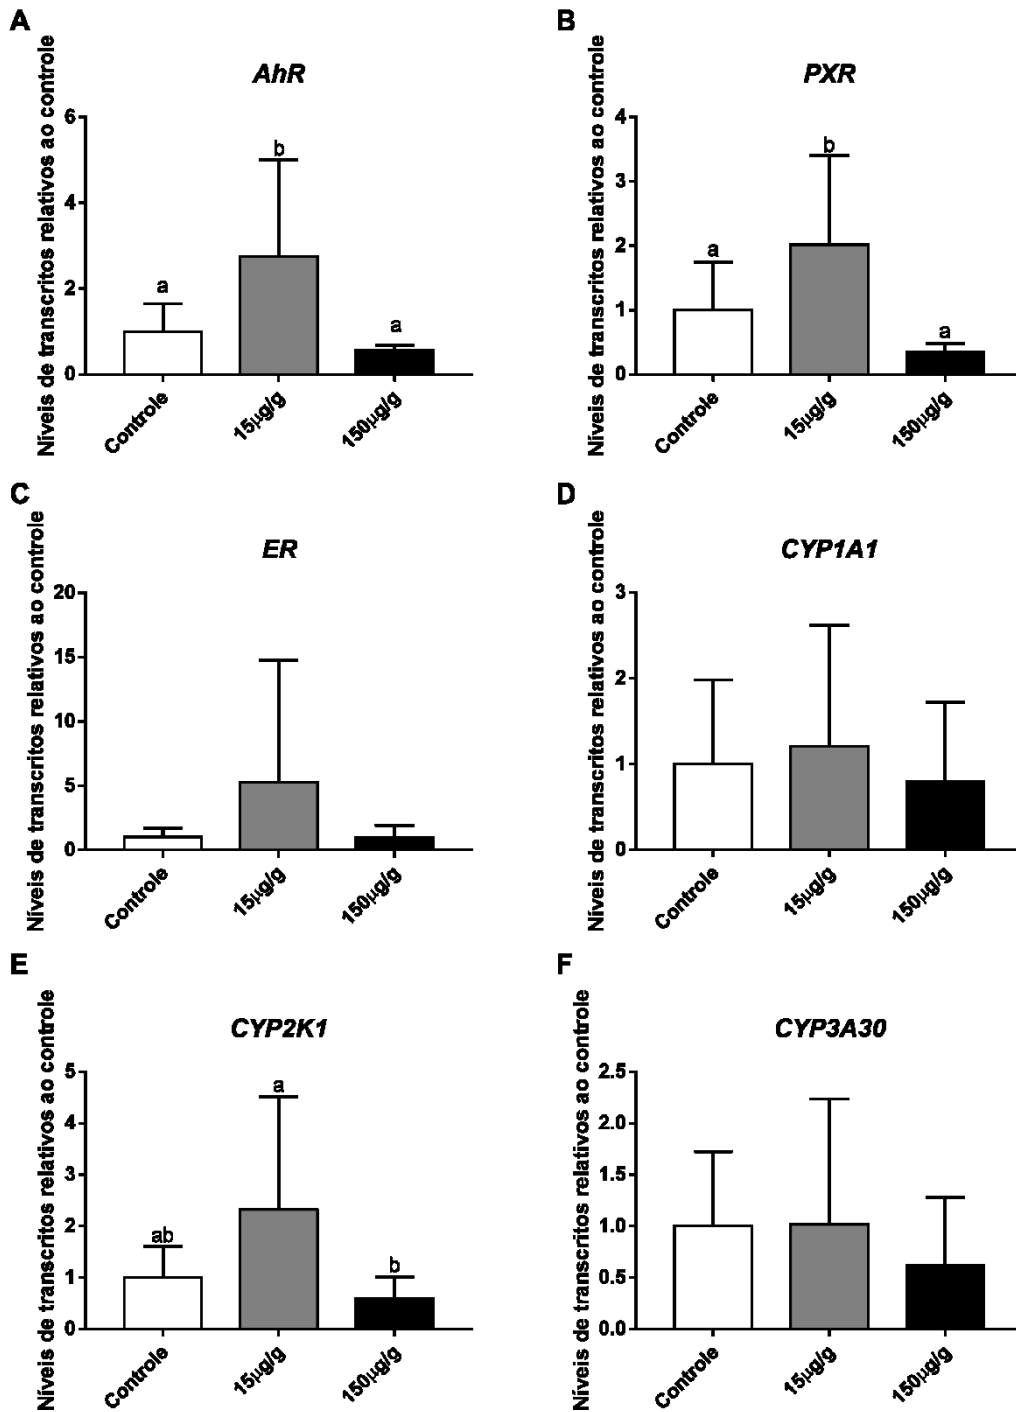 A
AhR
Níveis de transcritos relativos ao controle
6
4
2
0
a
b
a
Controle
15µg/g
150µg/g
B
PXR
Níveis de transcritos relativos ao controle
4
3
2
1
0
a
b
a
Controle
15µg/g
150µg/g
C
ER
Níveis de transcritos relativos ao controle
20
15
10
5
0
Controle
15µg/g
150µg/g
D
CYP1A1
Níveis de transcritos relativos ao controle
3
2
1
0
Controle
15µg/g
150µg/g
E
CYP2K1
Níveis de transcritos relativos ao controle
5
4
3
2
1
0
ab
a
b
Controle
15µg/g
150µg/g
F
CYP3A30
Níveis de transcritos relativos ao controle
2.5
2.0
1.5
1.0
0.5
0.0
Controle
15µg/g
150µg/g